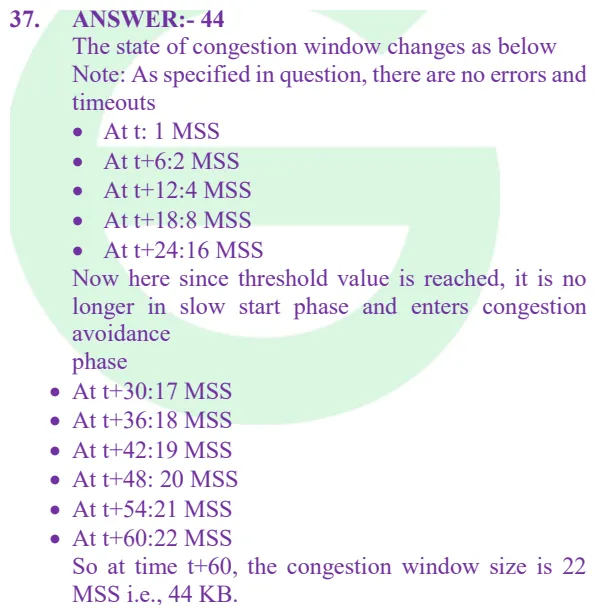 37. ANSWER:- 44
The state of congestion window changes as below
Note: As specified in question, there are no errors and
timeouts
• At t: 1 MSS
• At t+6:2 MSS
• At t+12:4 MSS
• At t+18:8 MSS
• At t+24:16 MSS
Now here since threshold value is reached, it is no
longer in slow start phase and enters congestion
avoidance
phase
• At t+30:17 MSS
• At t+36:18 MSS
• At t+42:19 MSS
• At t+48: 20 MSS
• At t+54:21 MSS
• At t+60:22 MSS
So at time t+60, the congestion window size is 22
MSS i.e., 44 KB.